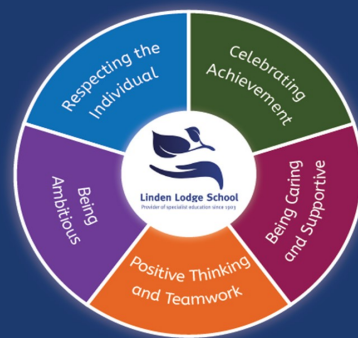 Respecting the
Individual
Celebrating
Achievement
Being Caring
and Supportive
Positive Thinking
and Teamwork
Being
Ambitious
Linden Lodge School
Provider of specialist education since 1903